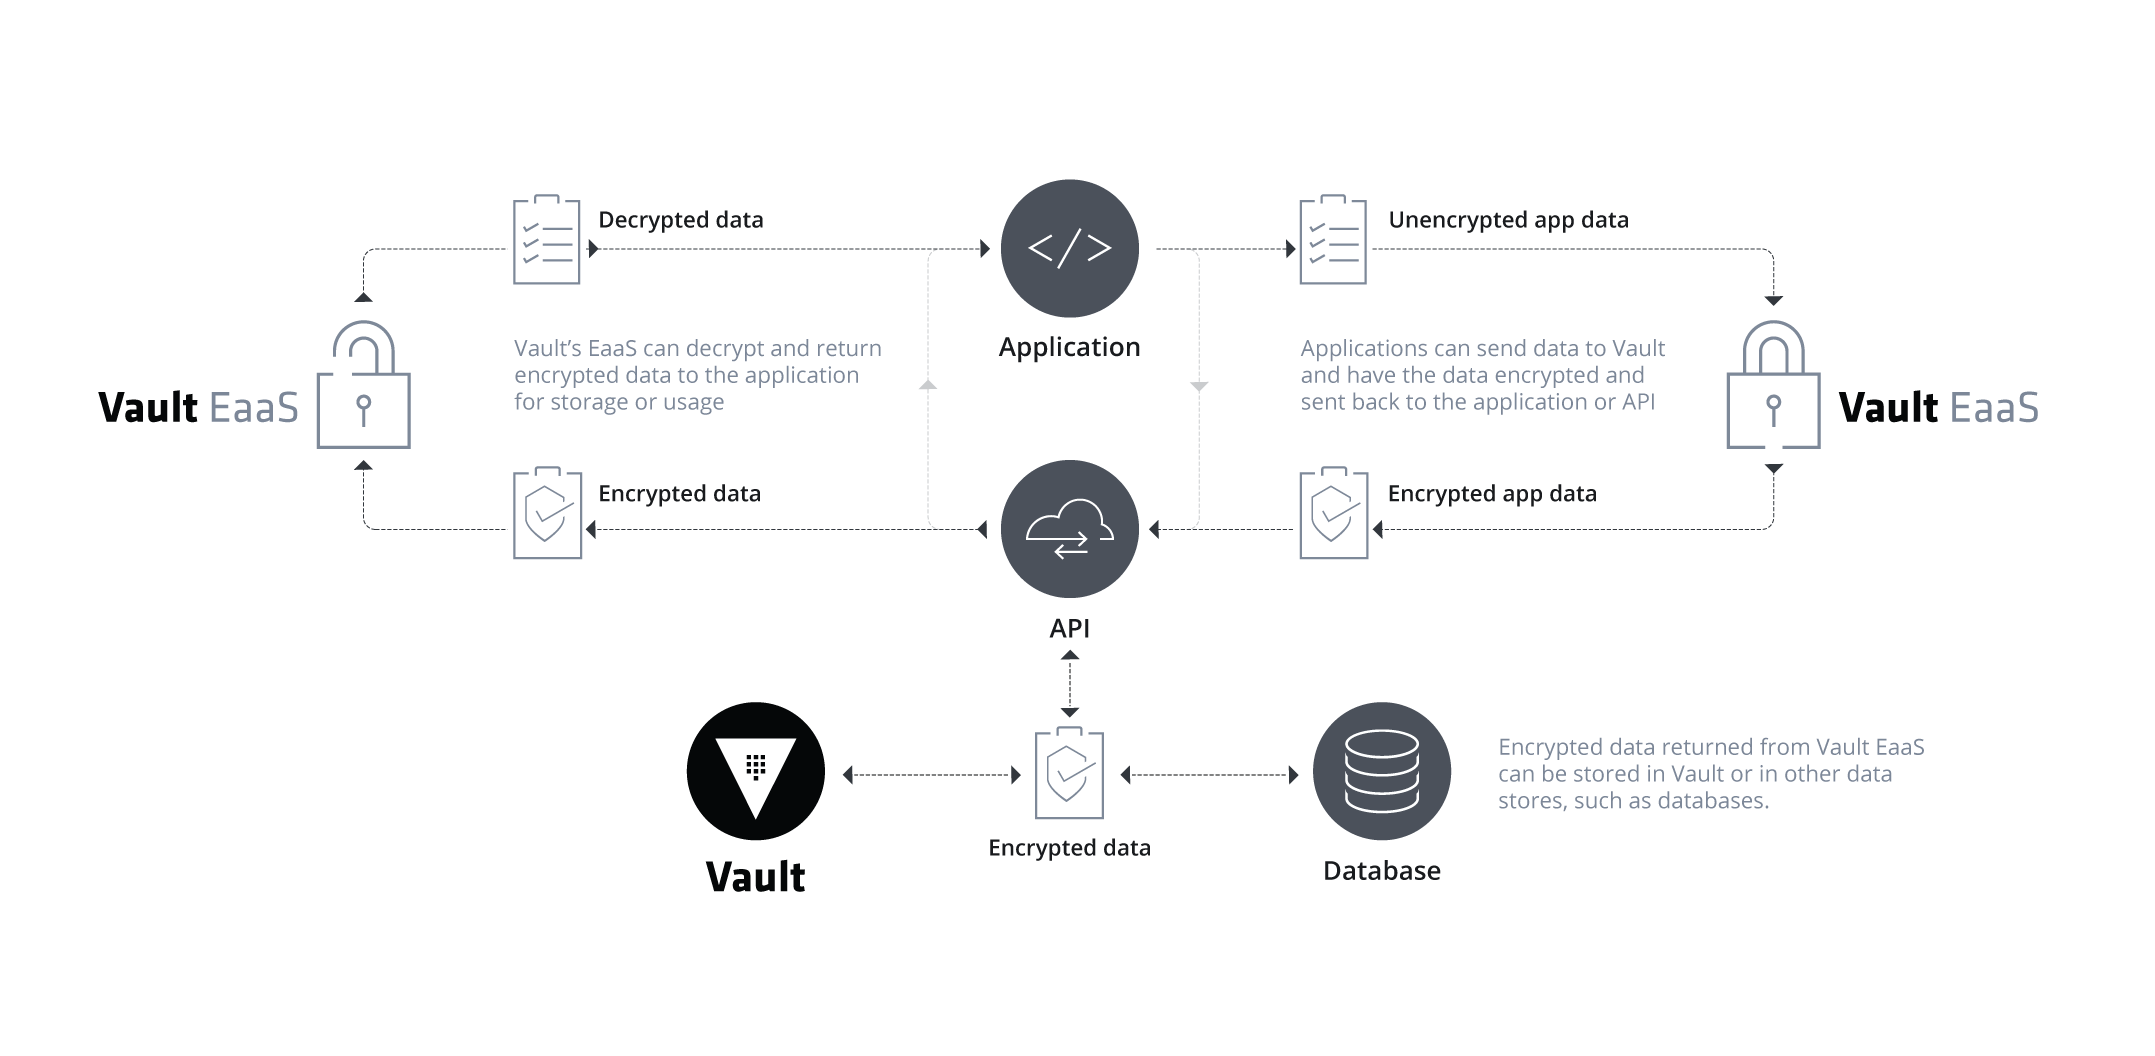 Decrypted data
Unencrypted app data
Application
Vault's EaaS can decrypt and return
encrypted data to the application
for storage or usage
Applications can send data to Vault
and have the data encrypted and
sent back to the application or API
Vault EaaS
Vault EaaS
Encrypted data
Encrypted app data
API
Encrypted data returned from Vault EaaS
can be stored in Vault or in other data
stores, such as databases.
Encrypted data
Vault
Database